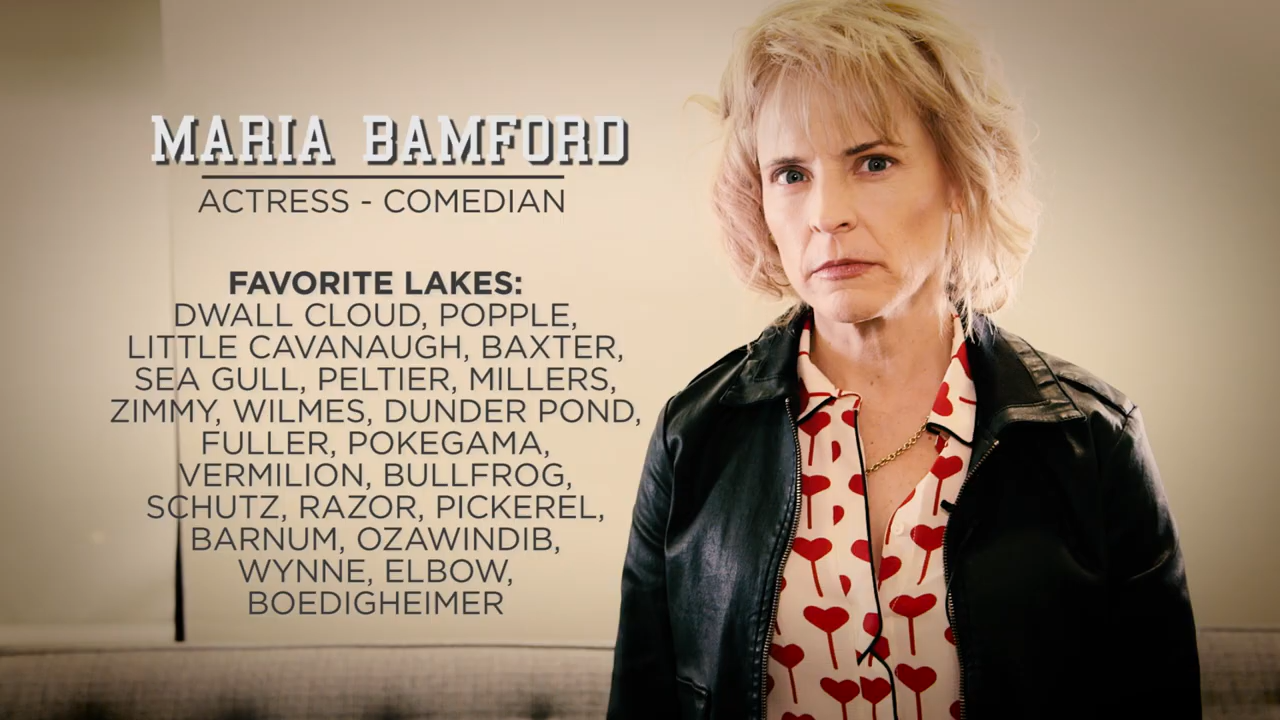 MARIA BAMFORD
ACTRESS - COMEDIAN
FAVORITE LAKES:
DWALL CLOUD, POPPLE,
LITTLE CAVANAUGH, BAXTER,
SEA GULL, PELTIER, MILLERS,
ZIMMY, WILMES, DUNDER POND,
FULLER, POKEGAMA,
VERMILION, BULLFROG,
SCHUTZ, RAZOR, PICKEREL,
BARNUM, OZAWINDIB,
WYNNE, ELBOW,
BOEDIGHEIMER